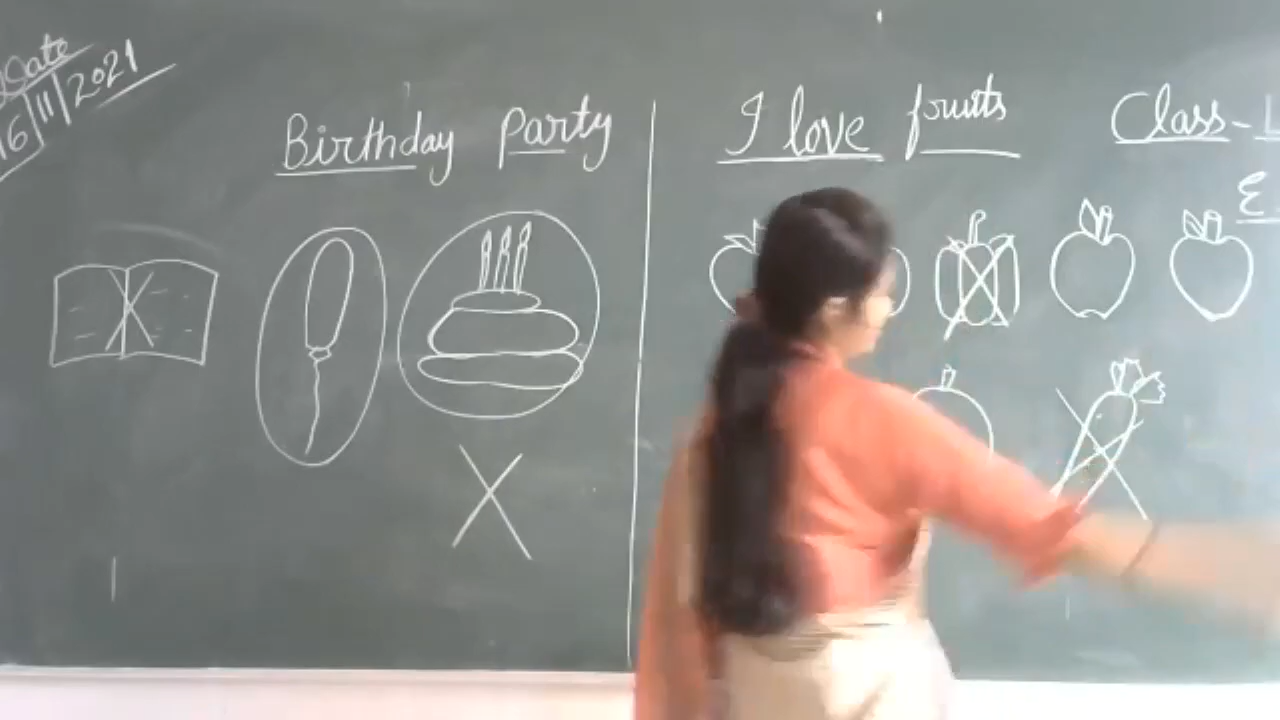 Date
16/11/2021
Birthday Party
I love fruits
Class-